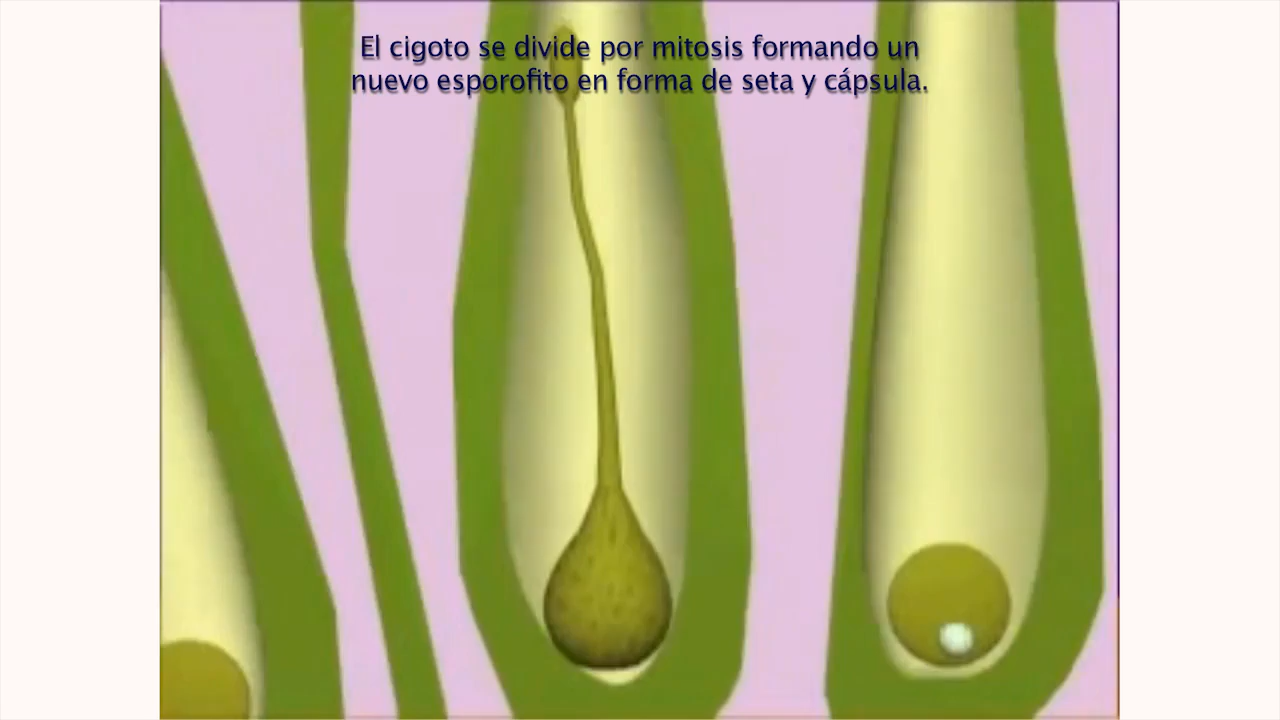 El cigoto se divide por mitosis formando un
nuevo esporofito en forma de seta y cápsula.